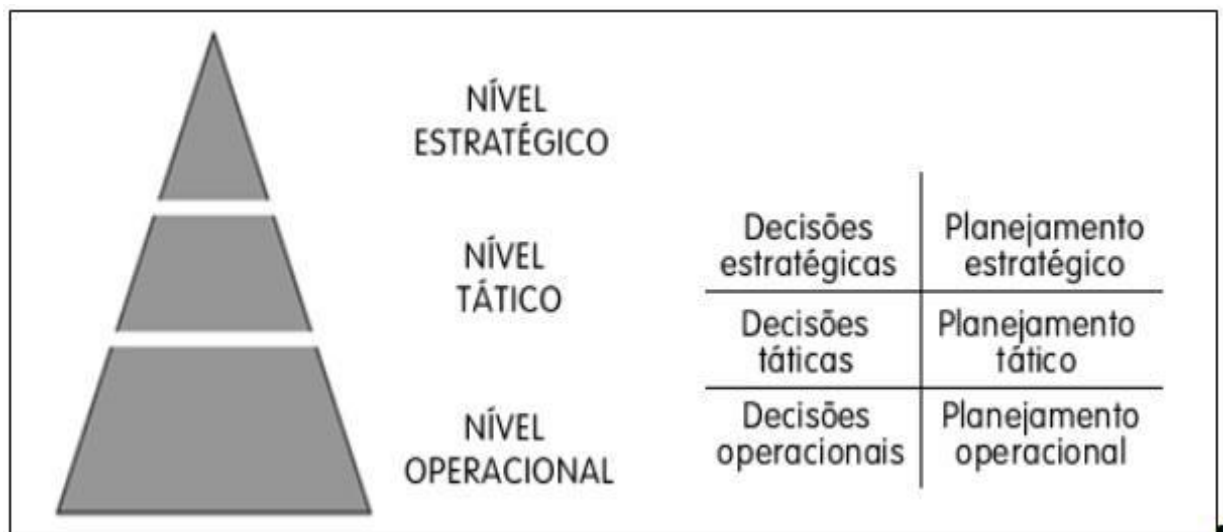 NÍVEL
ESTRATÉGICO
NÍVEL
TÁTICO
NÍVEL
OPERACIONAL
Decisões
estratégicas
Planejamento
estratégico
Decisões
táticas
Planejamento
tático
Decisões
operacionais
Planejamento
operacional